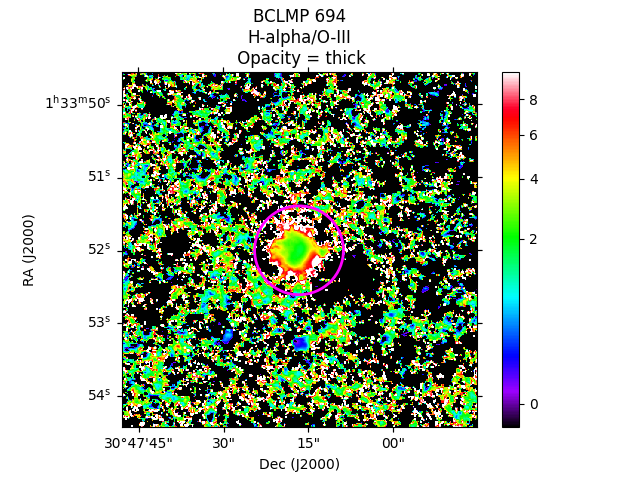 BCLMP 694
H-alpha/O-III
Opacity = thick
RA (J2000)
1ʰ33ᵐ50ˢ
51ˢ
52ˢ
53ˢ
54ˢ
30°47'45" 30" 15" 00"
Dec (J2000)
8
6
4
2
0